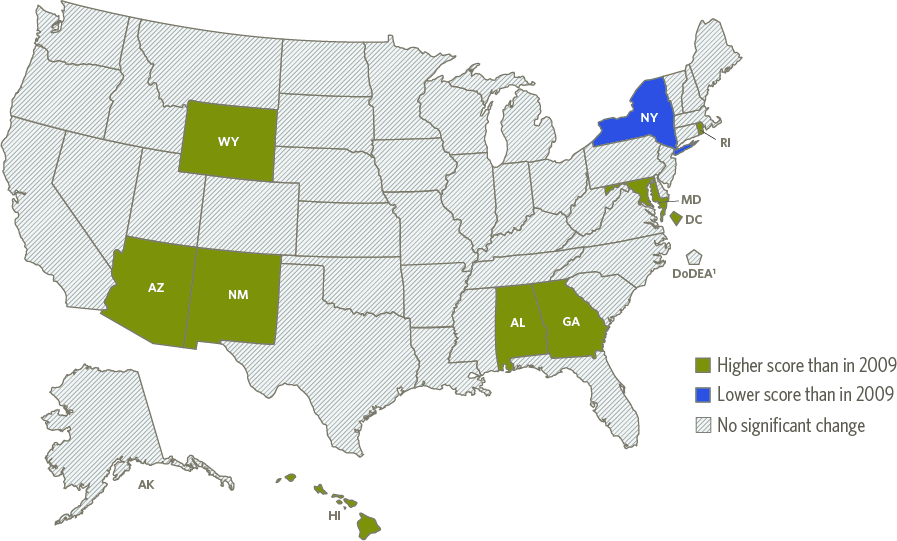 NY
WY
RI
MD
DC
DoDEA¹
AZ
NM
AL
GA
Higher score than in 2009
Lower score than in 2009
No significant change
AK
HI